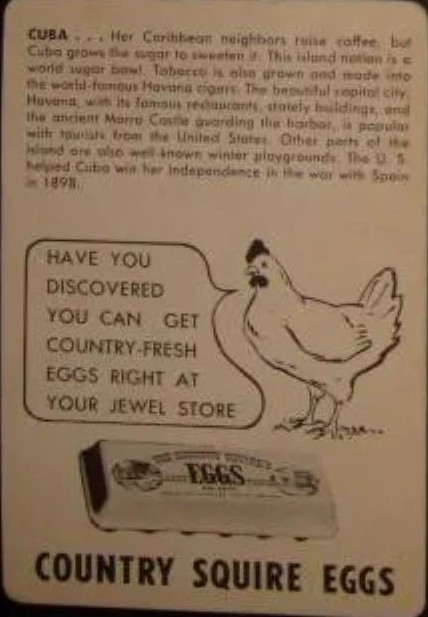 CUBA . . . Her Caribbean neighbors raise coffee, but
Cuba grows the sugar to sweeten it. This island nation is a
world sugar bowl. Tobacco is also grown and made into
the world-famous Havana cigars. The beautiful capital city,
Havana, with its famous restaurants, stately buildings, and
the ancient Morro Castle guarding the harbor, is popular
with tourists from the United States. Other parts of the
island are also well-known winter playgrounds. The U. S.
helped Cuba win her independence in the war with Spain
in 1898.
HAVE YOU
DISCOVERED
YOU CAN GET
COUNTRY-FRESH
EGGS RIGHT AT
YOUR JEWEL STORE
THE COUNTRY SQUIRE'S
EGGS
COUNTRY SQUIRE EGGS